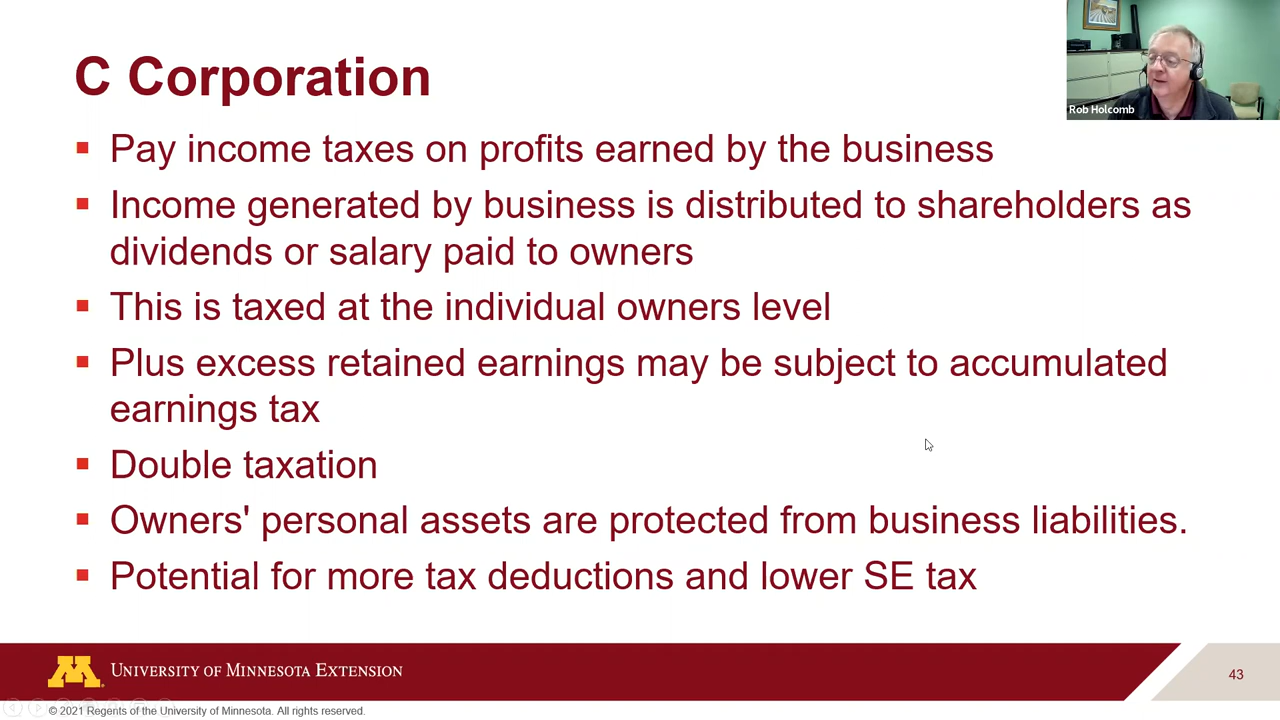 C Corporation
Rob Holcomb
Pay income taxes on profits earned by the business
Income generated by business is distributed to shareholders as
dividends or salary paid to owners
This is taxed at the individual owners level
Plus excess retained earnings may be subject to accumulated
earnings tax
Double taxation
Owners' personal assets are protected from business liabilities.
Potential for more tax deductions and lower SE tax
UNIVERSITY OF MINNESOTA EXTENSION
43
© 2021 Regents of the University of Minnesota. All rights reserved.